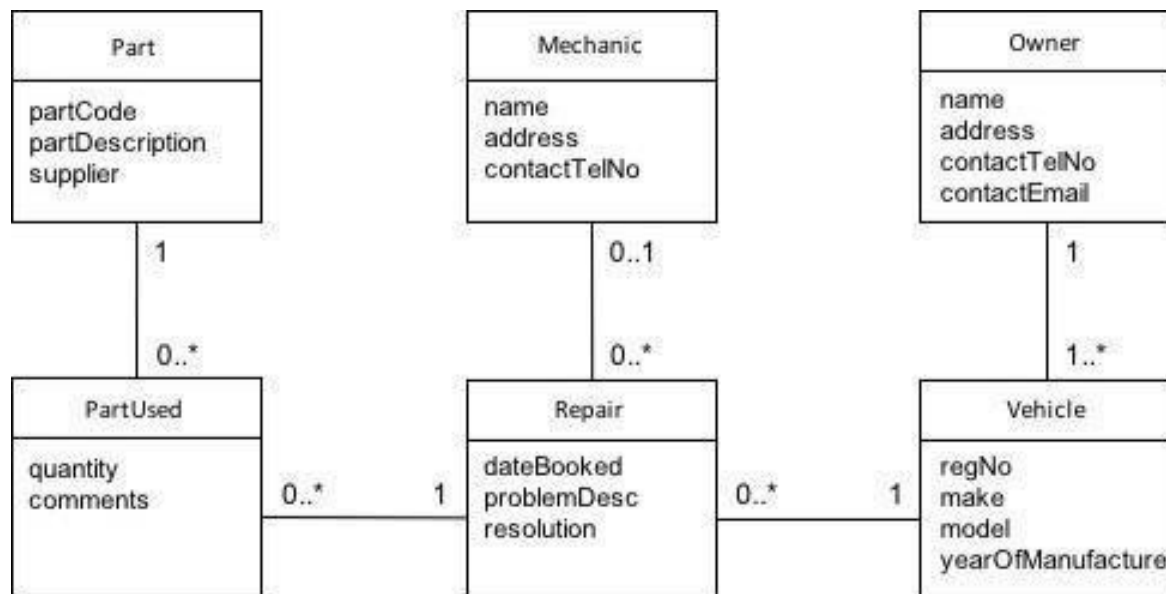 Part
partCode
partDescription
supplier
Mechanic
name
address
contactTelNo
Owner
name
address
contactTelNo
contactEmail
1
0..1
1
0..*
0..*
1..*
PartUsed
quantity
comments
0..*
1
Repair
dateBooked
problemDesc
resolution
0..*
1
Vehicle
regNo
make
model
yearOfManufacture